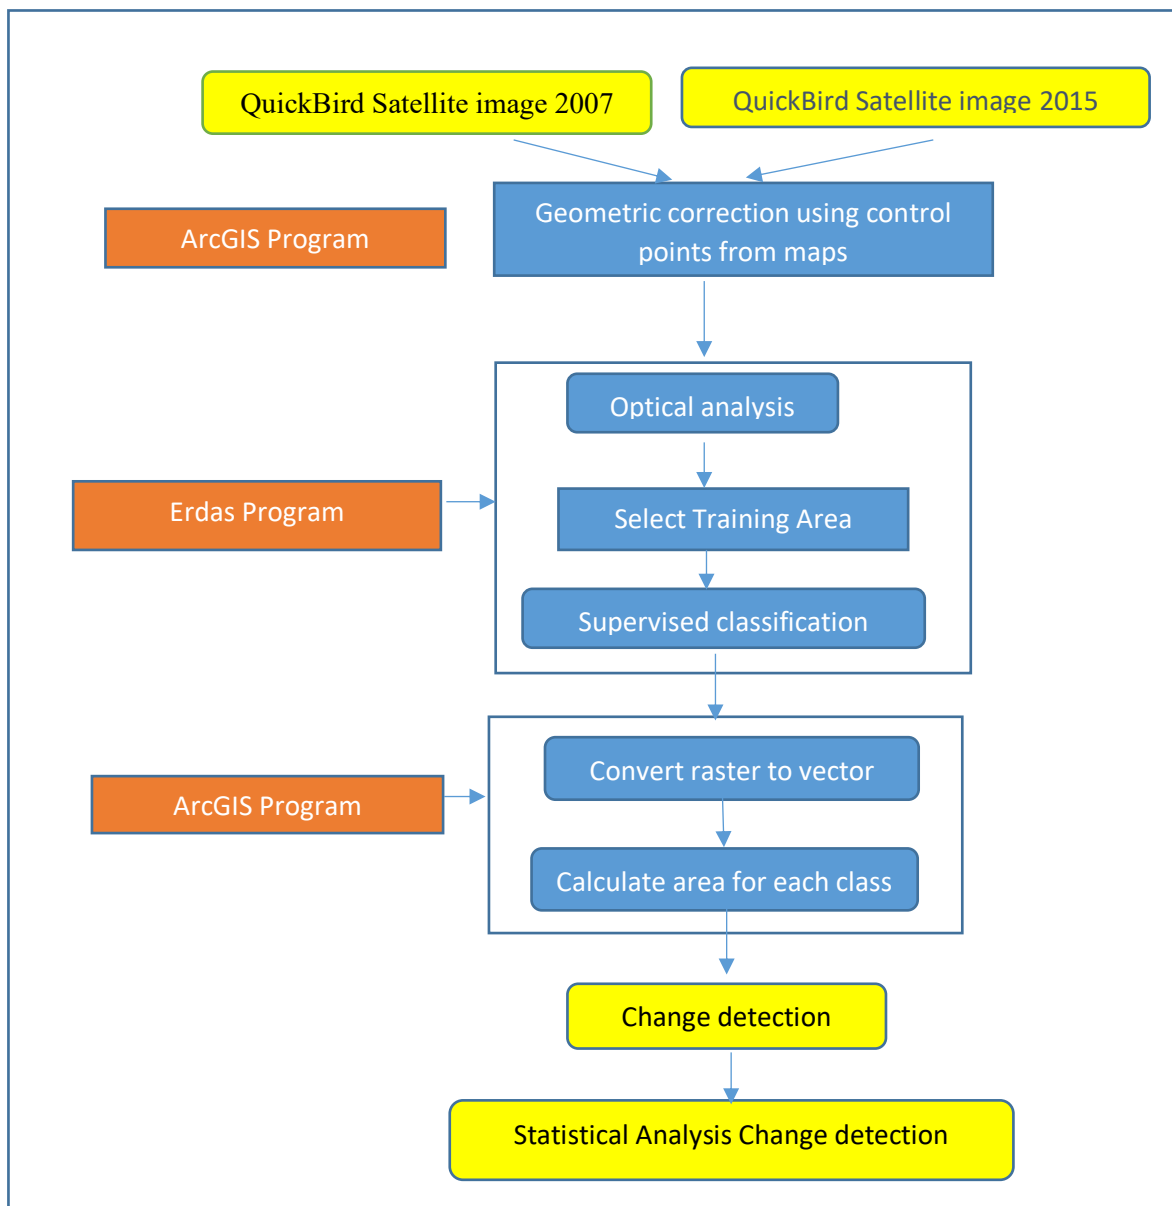 QuickBird Satellite image 2007
QuickBird Satellite image 2015
ArcGIS Program
Geometric correction using control
points from maps
Optical analysis
Erdas Program
Select Training Area
Supervised classification
Convert raster to vector
ArcGIS Program
Calculate area for each class
Change detection
Statistical Analysis Change detection